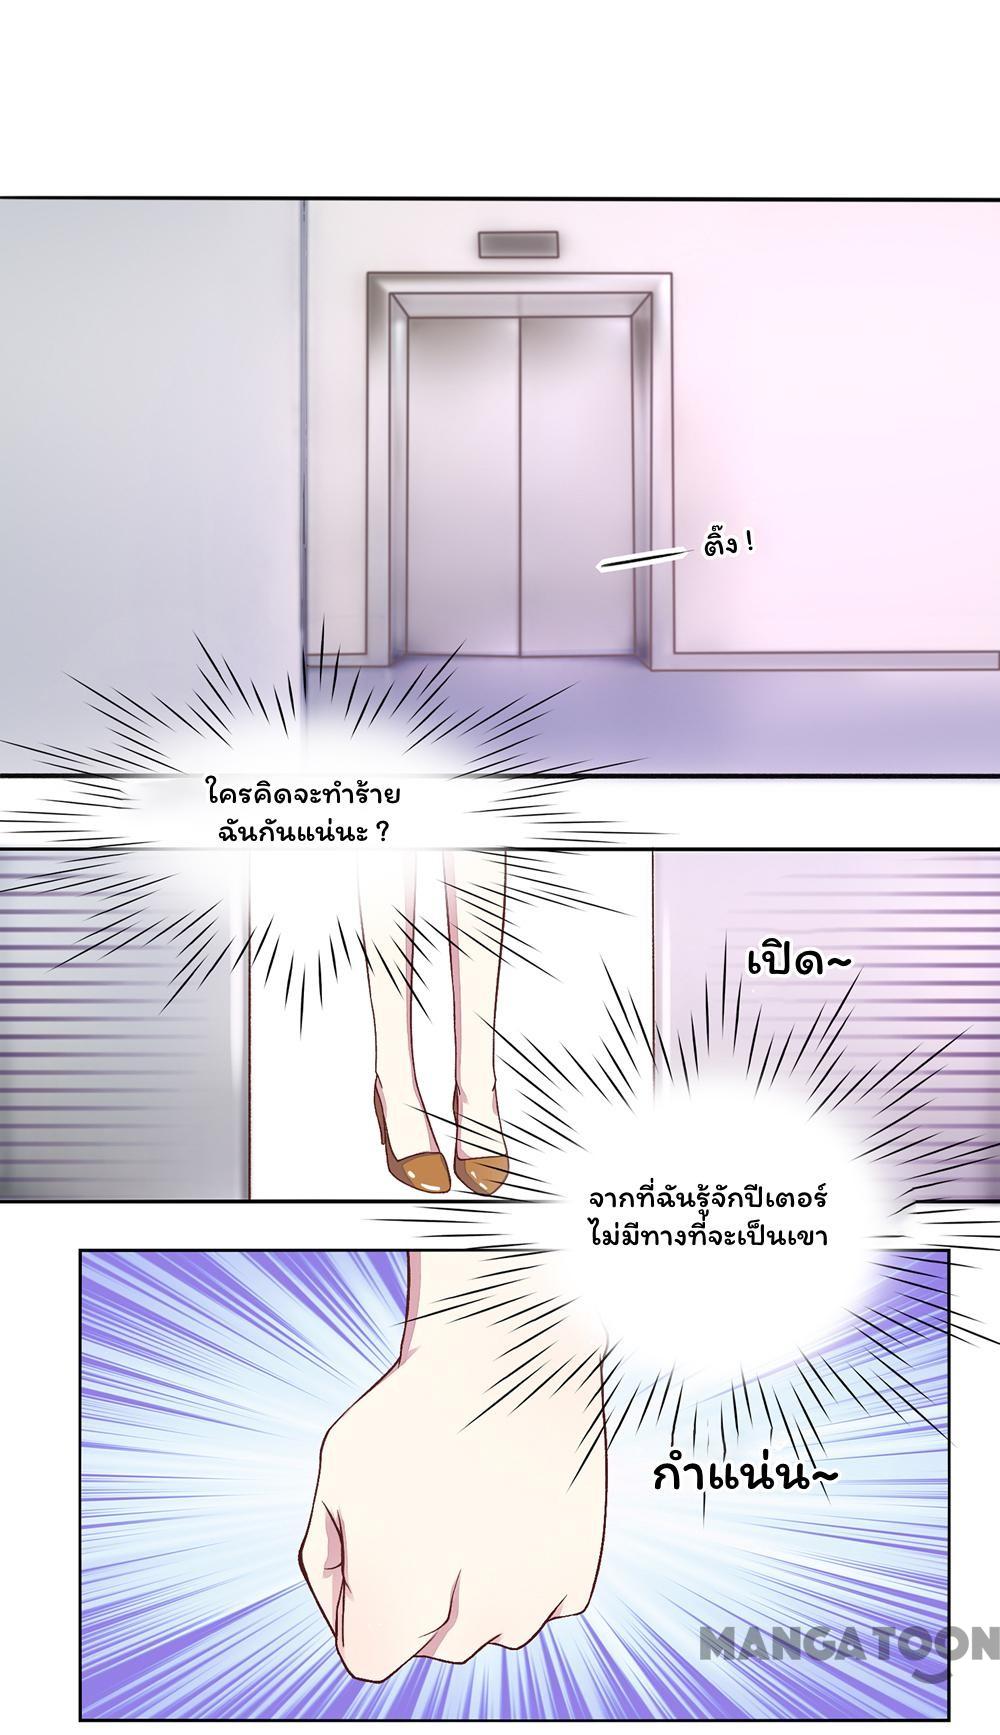 ติ๊ง !
ใครคิดจะทำร้าย
ฉันกันแน่นะ ?
เปิด~
จากที่ฉันรู้จักปีเตอร์
ไม่มีทางที่จะเป็นเขา
กำแน่น~
MANGATOON